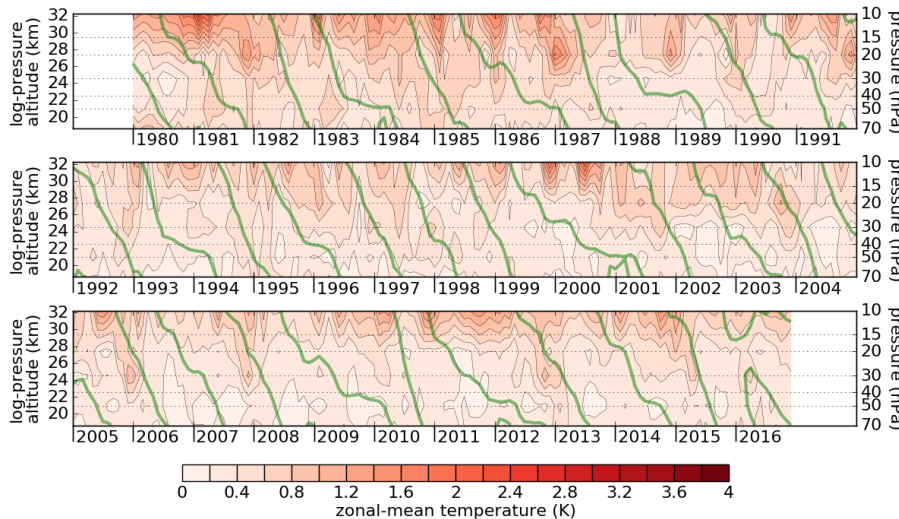 32 30 28 26 24 22 20
log-pressure
altitude (km)
10 15 20 30 40 50 70
pressure (hPa)
1980 1981 1982 1983 1984 1985 1986 1987 1988 1989 1990 1991
32 30 28 26 24 22 20
log-pressure
altitude (km)
10 15 20 30 40 50 70
pressure (hPa)
1992 1993 1994 1995 1996 1997 1998 1999 2000 2001 2002 2003 2004
32 30 28 26 24 22 20
log-pressure
altitude (km)
10 15 20 30 40 50 70
pressure (hPa)
2005 2006 2007 2008 2009 2010 2011 2012 2013 2014 2015 2016
0 0.4 0.8 1.2 1.6 2 2.4 2.8 3.2 3.6 4
zonal-mean temperature (K)